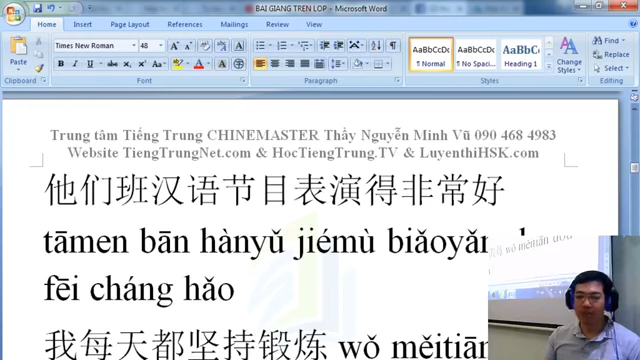 BAI GIANG TREN LOP - Microsoft Word
Home Insert Page Layout References Mailings Review View
Paste
Times New Roman 48
AaBbCcDc AaBbCcDc AaBbCc
¶ Normal ¶ No Spaci... Heading 1
Change Styles
Find
Replace
Select
Clipboard Font Paragraph Styles Editing
Trung tâm Tiếng Trung CHINEMASTER Thầy Nguyễn Minh Vũ 090 468 4983
Website TiengTrungNet.com & HocTiengTrung.TV & LuyenthiHSK.com
他们班汉语节目表演得非常好
tāmen bān hànyǔ jiémù biǎoyǎn
fēi cháng hǎo
我每天都坚持锻炼 wǒ měitiān